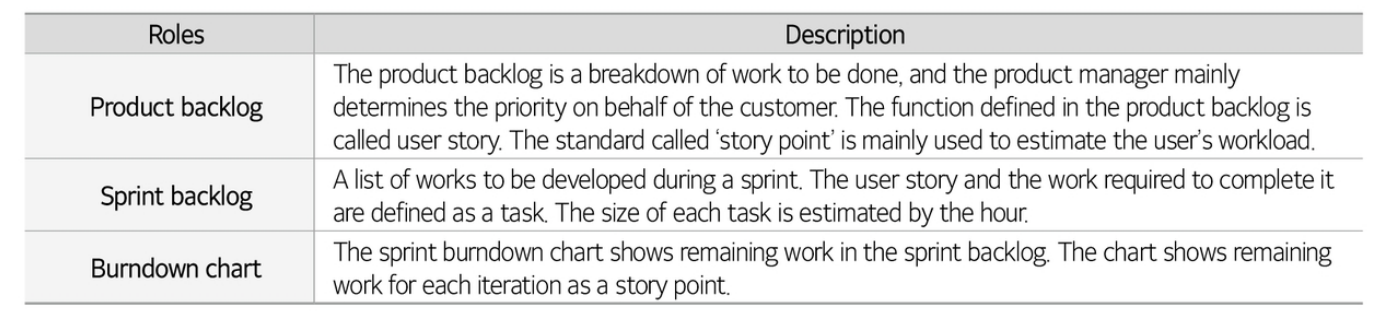 Roles Description
Product backlog
The product backlog is a breakdown of work to be done, and the product manager mainly
determines the priority on behalf of the customer. The function defined in the product backlog is
called user story. The standard called ‘story point’ is mainly used to estimate the user’s workload.
Sprint backlog
A list of works to be developed during a sprint. The user story and the work required to complete it
are defined as a task. The size of each task is estimated by the hour.
Burndown chart
The sprint burndown chart shows remaining work in the sprint backlog. The chart shows remaining
work for each iteration as a story point.